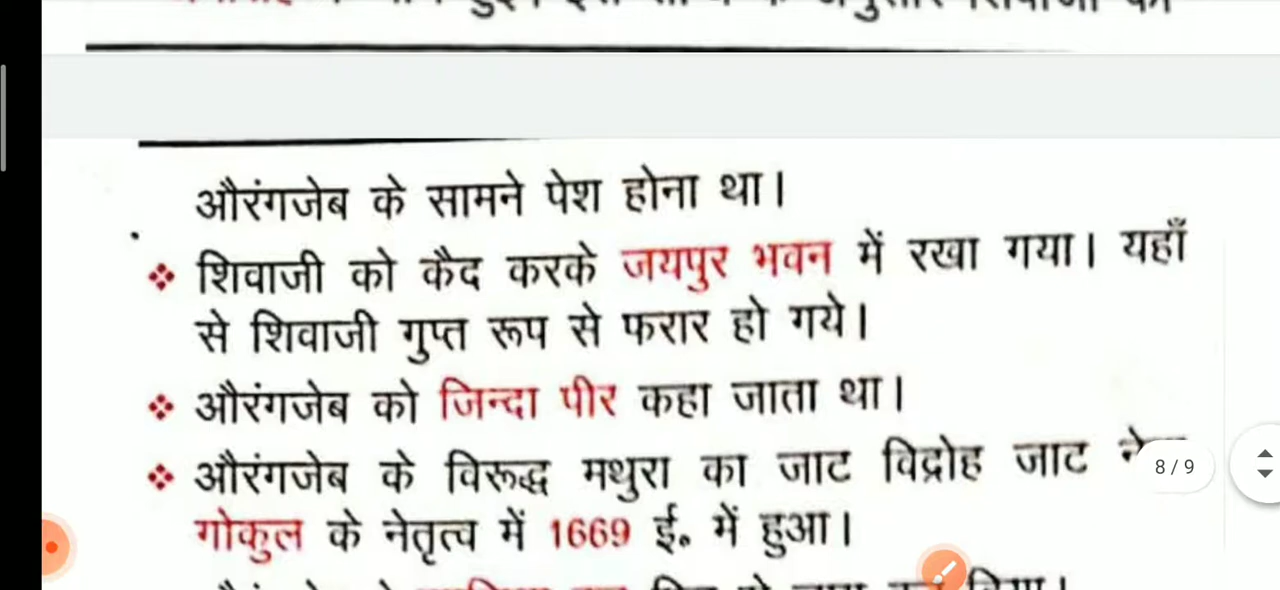 औरंगजेब के सामने पेश होना था।
❖ शिवाजी को कैद करके जयपुर भवन में रखा गया। यहाँ
से शिवाजी गुप्त रूप से फरार हो गये।
❖ औरंगजेब को जिन्दा पीर कहा जाता था।
❖ औरंगजेब के विरूद्ध मथुरा का जाट विद्रोह जाट
8 / 9
गोकुल के नेतृत्व में 1669 ई. में हुआ।